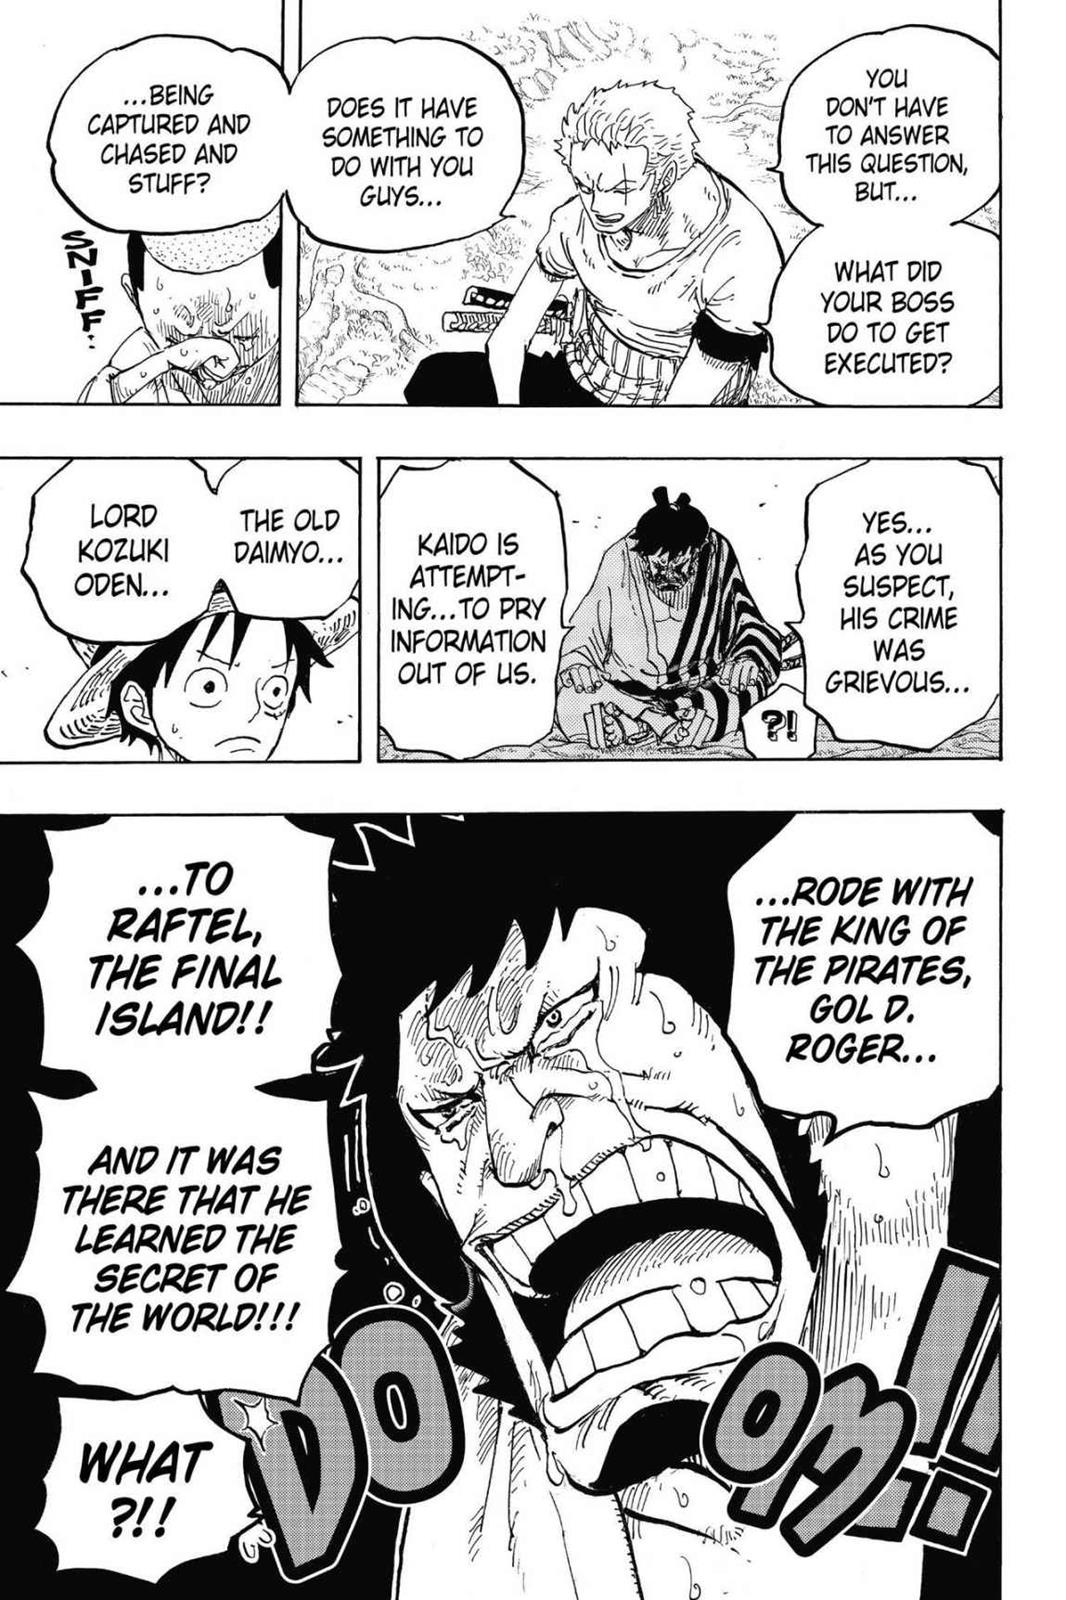 YOU
DON'T HAVE
TO ANSWER
THIS QUESTION,
BUT...
WHAT DID
YOUR BOSS
DO TO GET
EXECUTED?
DOES IT HAVE
SOMETHING TO
DO WITH YOU
GUYS...
...BEING
CAPTURED AND
CHASED AND
STUFF?
SNIFF..
YES...
AS YOU
SUSPECT,
HIS CRIME
WAS
GRIEVOUS...
?!
KAIDO IS
ATTEMPT-
ING...TO PRY
INFORMATION
OUT OF US.
THE OLD
DAIMYO...
LORD
KOZUKI
ODEN...
...RODE WITH
THE KING OF
THE PIRATES,
GOL D.
ROGER...
...TO
RAFTEL,
THE FINAL
ISLAND!!
AND IT WAS
THERE THAT HE
LEARNED THE
SECRET OF
THE WORLD!!!
WHAT
?!!
DOOM!!